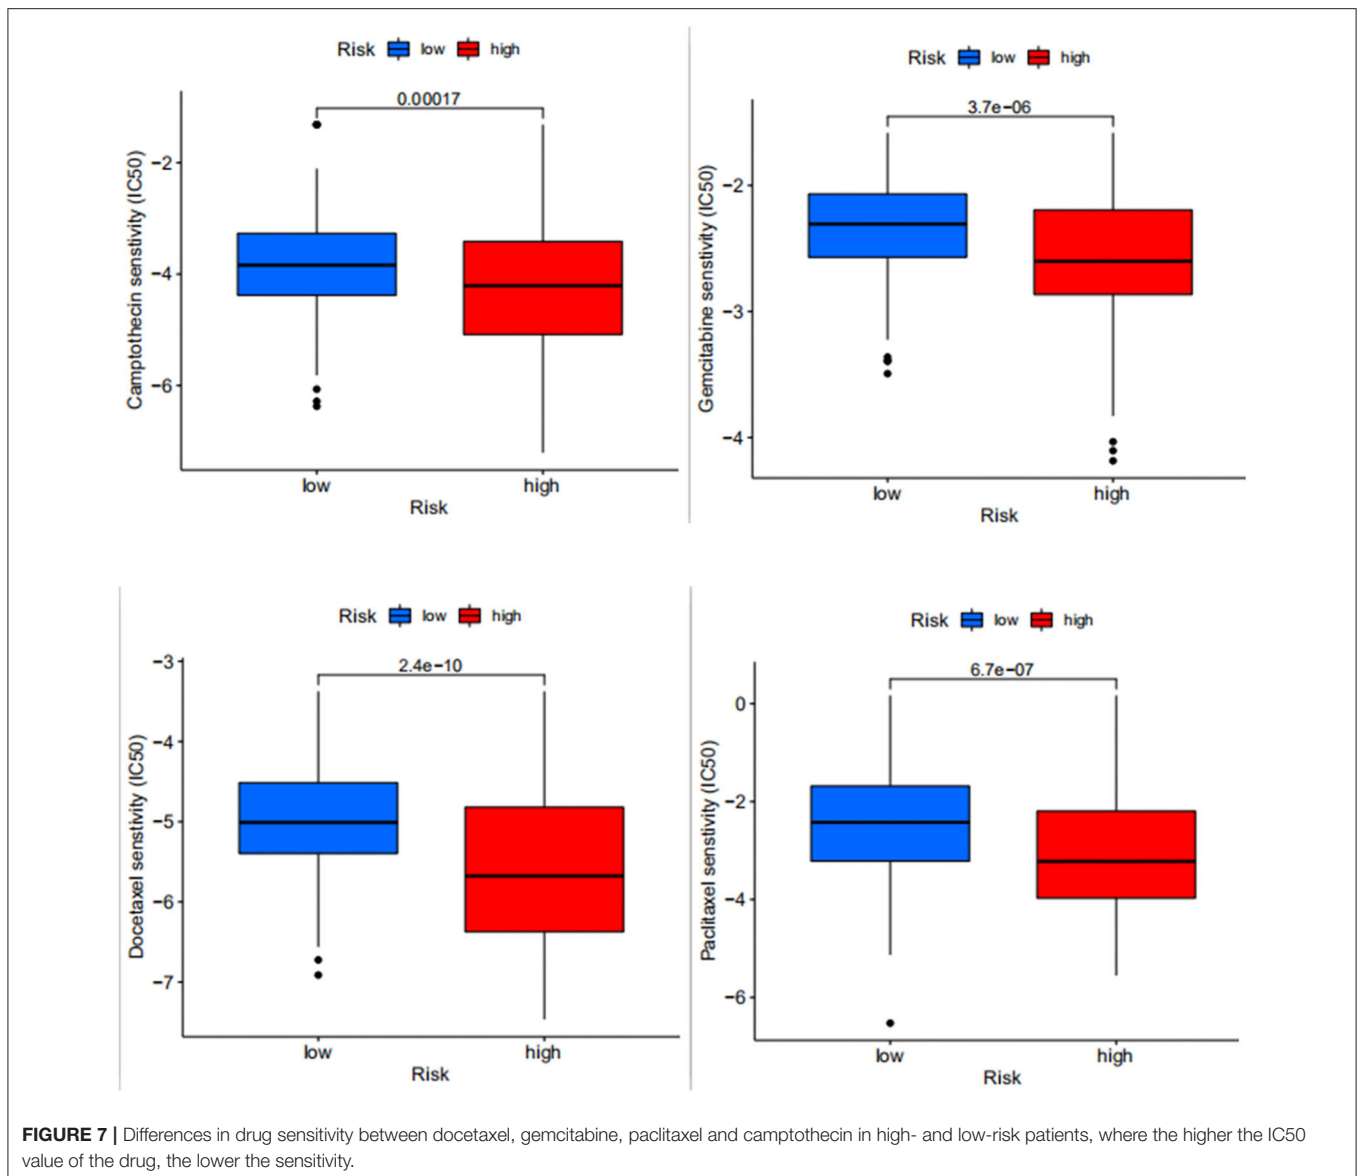 Risk low high
0.00017
Camptothecin senstivity (IC50)
−2
−4
−6
low high
Risk
Risk low high
3.7e−06
Gemcitabine senstivity (IC50)
−2
−3
−4
low high
Risk
Risk low high
2.4e−10
Docetaxel senstivity (IC50)
−3
−4
−5
−6
−7
low high
Risk
Risk low high
6.7e−07
Paclitaxel senstivity (IC50)
0
−2
−4
−6
low high
Risk
FIGURE 7 | Differences in drug sensitivity between docetaxel, gemcitabine, paclitaxel and camptothecin in high- and low-risk patients, where the higher the IC50
value of the drug, the lower the sensitivity.